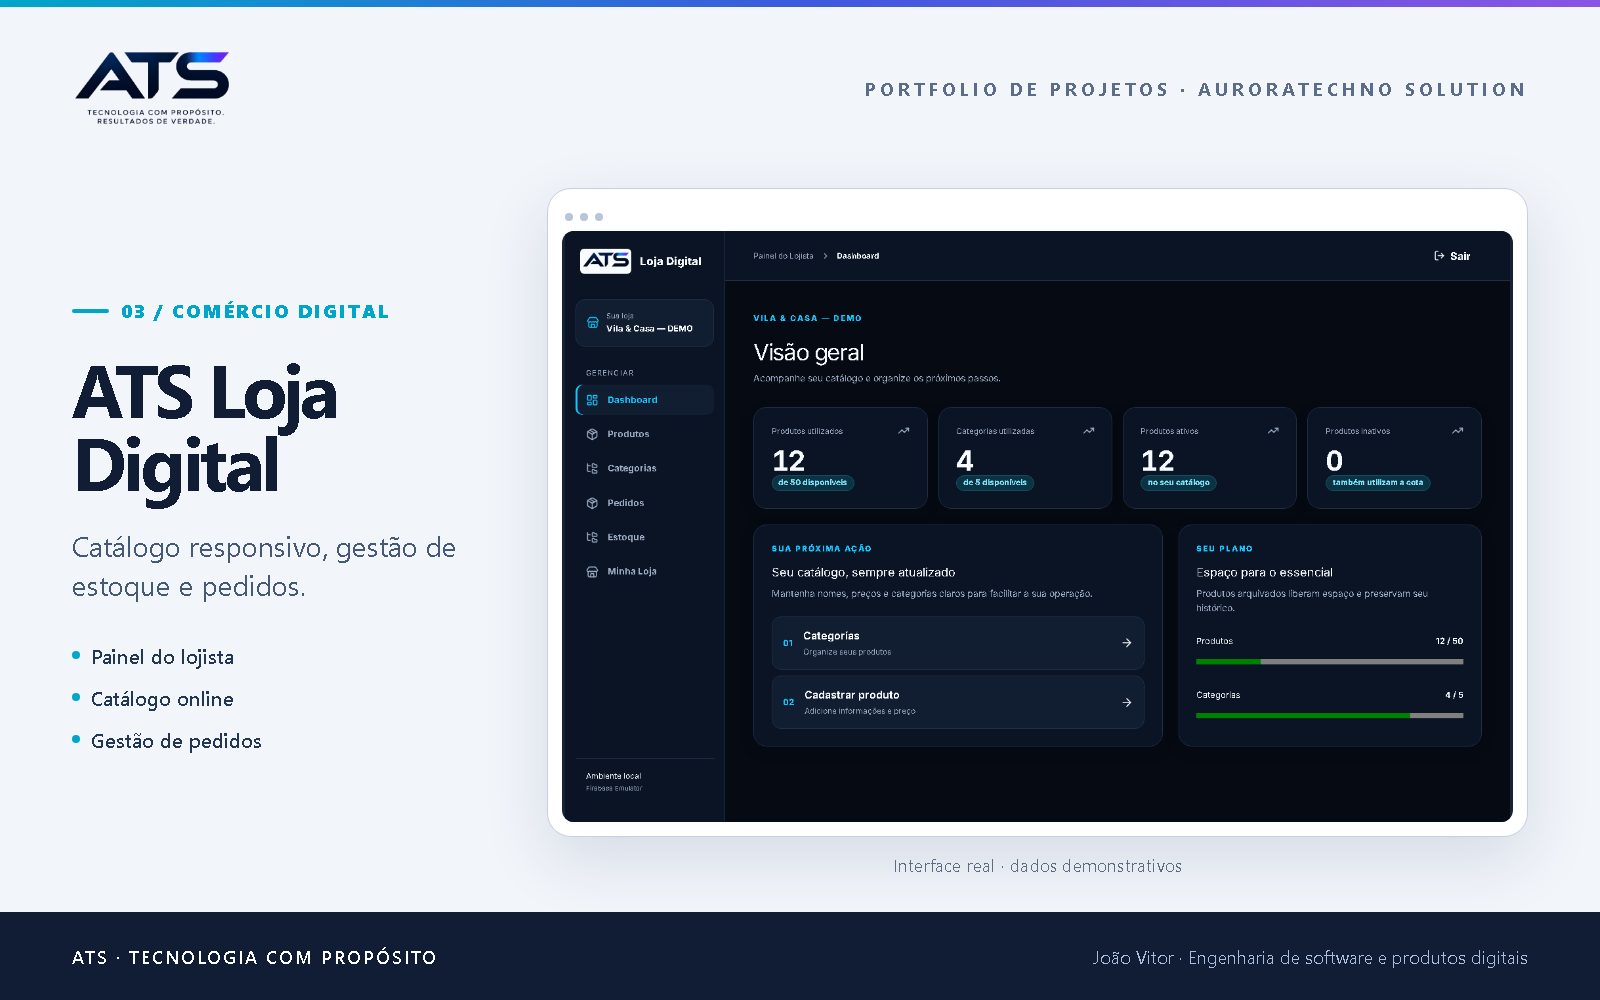 ATS
TECNOLOGIA COM PROPÓSITO.
RESULTADOS DE VERDADE.
PORTFOLIO DE PROJETOS · AURORATECHNO SOLUTION
03 / COMÉRCIO DIGITAL
ATS Loja
Digital
Catálogo responsivo, gestão de
estoque e pedidos.
Painel do lojista
Catálogo online
Gestão de pedidos
ATS Loja Digital
Sua loja
Vila & Casa — DEMO
GERENCIAR
Dashboard
Produtos
Categorias
Pedidos
Estoque
Minha Loja
Ambiente local
Firebase Emulator
Painel do Lojista > Dashboard
Sair
VILA & CASA — DEMO
Visão geral
Acompanhe seu catálogo e organize os próximos passos.
Produtos utilizados
12
de 50 disponíveis
Categorias utilizadas
4
de 5 disponíveis
Produtos ativos
12
no seu catálogo
Produtos inativos
0
também utilizam a cota
SUA PRÓXIMA AÇÃO
Seu catálogo, sempre atualizado
Mantenha nomes, preços e categorias claros para facilitar a sua operação.
01 Categorias
Organize seus produtos
02 Cadastrar produto
Adicione informações e preço
SEU PLANO
Espaço para o essencial
Produtos arquivados liberam espaço e preservam seu
histórico.
Produtos 12 / 50
Categorias 4 / 5
Interface real · dados demonstrativos
ATS · TECNOLOGIA COM PROPÓSITO
João Vitor · Engenharia de software e produtos digitais